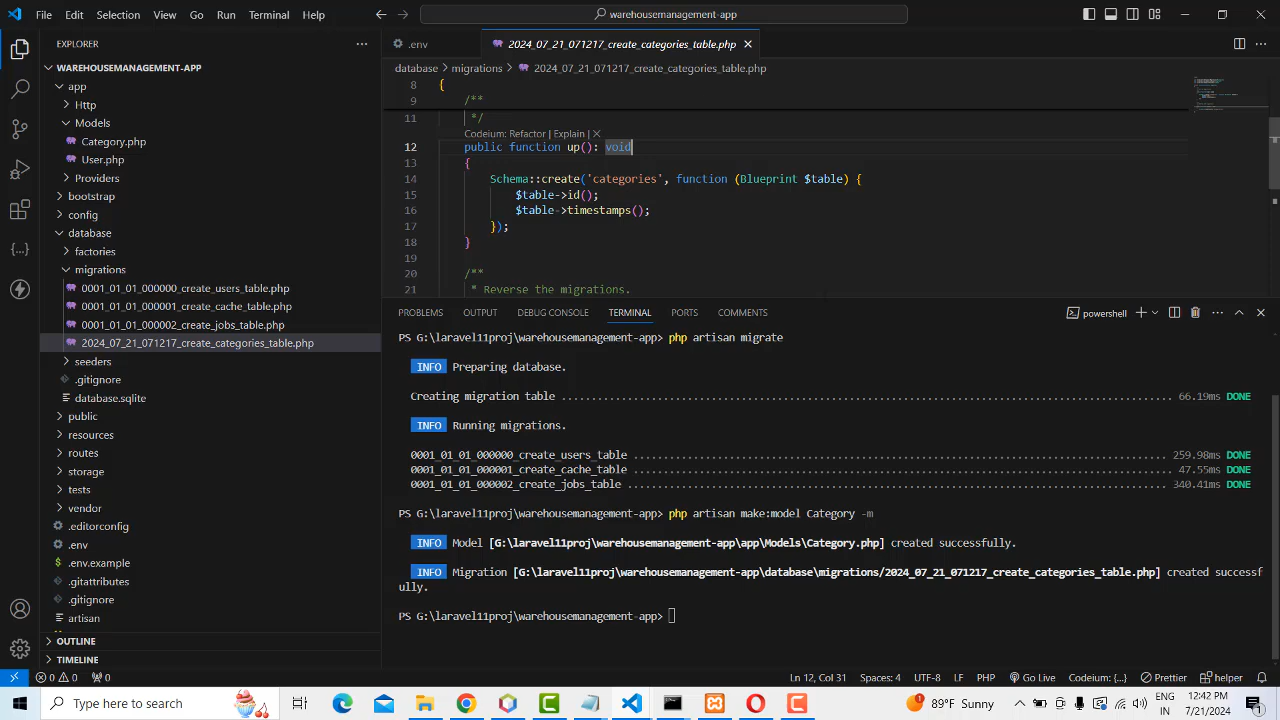 File Edit Selection View Go Run Terminal Help
warehousemanagement-app
EXPLORER
WAREHOUSEMANAGEMENT-APP
app
Http
Models
Category.php
User.php
Providers
bootstrap
config
database
factories
migrations
0001_01_01_000000_create_users_table.php
0001_01_01_000001_create_cache_table.php
0001_01_01_000002_create_jobs_table.php
2024_07_21_071217_create_categories_table.php
seeders
.gitignore
database.sqlite
public
resources
routes
storage
tests
vendor
.editorconfig
.env
.env.example
.gitattributes
.gitignore
artisan
OUTLINE
TIMELINE
.env
2024_07_21_071217_create_categories_table.php
database > migrations > 2024_07_21_071217_create_categories_table.php
8 {
9 /**
11 */
Codeium: Refactor | Explain | ×
12 public function up(): void
13 {
14 Schema::create('categories', function (Blueprint $table) {
15 $table->id();
16 $table->timestamps();
17 });
18 }
19
20 /**
21 * Reverse the migrations.
PROBLEMS OUTPUT DEBUG CONSOLE TERMINAL PORTS COMMENTS
powershell
PS G:\laravel11proj\warehousemanagement-app> php artisan migrate
INFO Preparing database.
Creating migration table ........ 66.19ms DONE
INFO Running migrations.
0001_01_01_000000_create_users_table ........ 259.98ms DONE
0001_01_01_000001_create_cache_table ........ 47.55ms DONE
0001_01_01_000002_create_jobs_table ........ 340.41ms DONE
PS G:\laravel11proj\warehousemanagement-app> php artisan make:model Category -m
INFO Model [G:\laravel11proj\warehousemanagement-app\app\Models\Category.php] created successfully.
INFO Migration [G:\laravel11proj\warehousemanagement-app\database\migrations/2024_07_21_071217_create_categories_table.php] created successf
ully.
PS G:\laravel11proj\warehousemanagement-app>
0 0 0 Ln 12, Col 31 Spaces: 4 UTF-8 LF PHP Go Live Codeium: {...} Prettier helper
Type here to search
89°F Sunny
ENG
IN
12:42 PM
7/21/2024